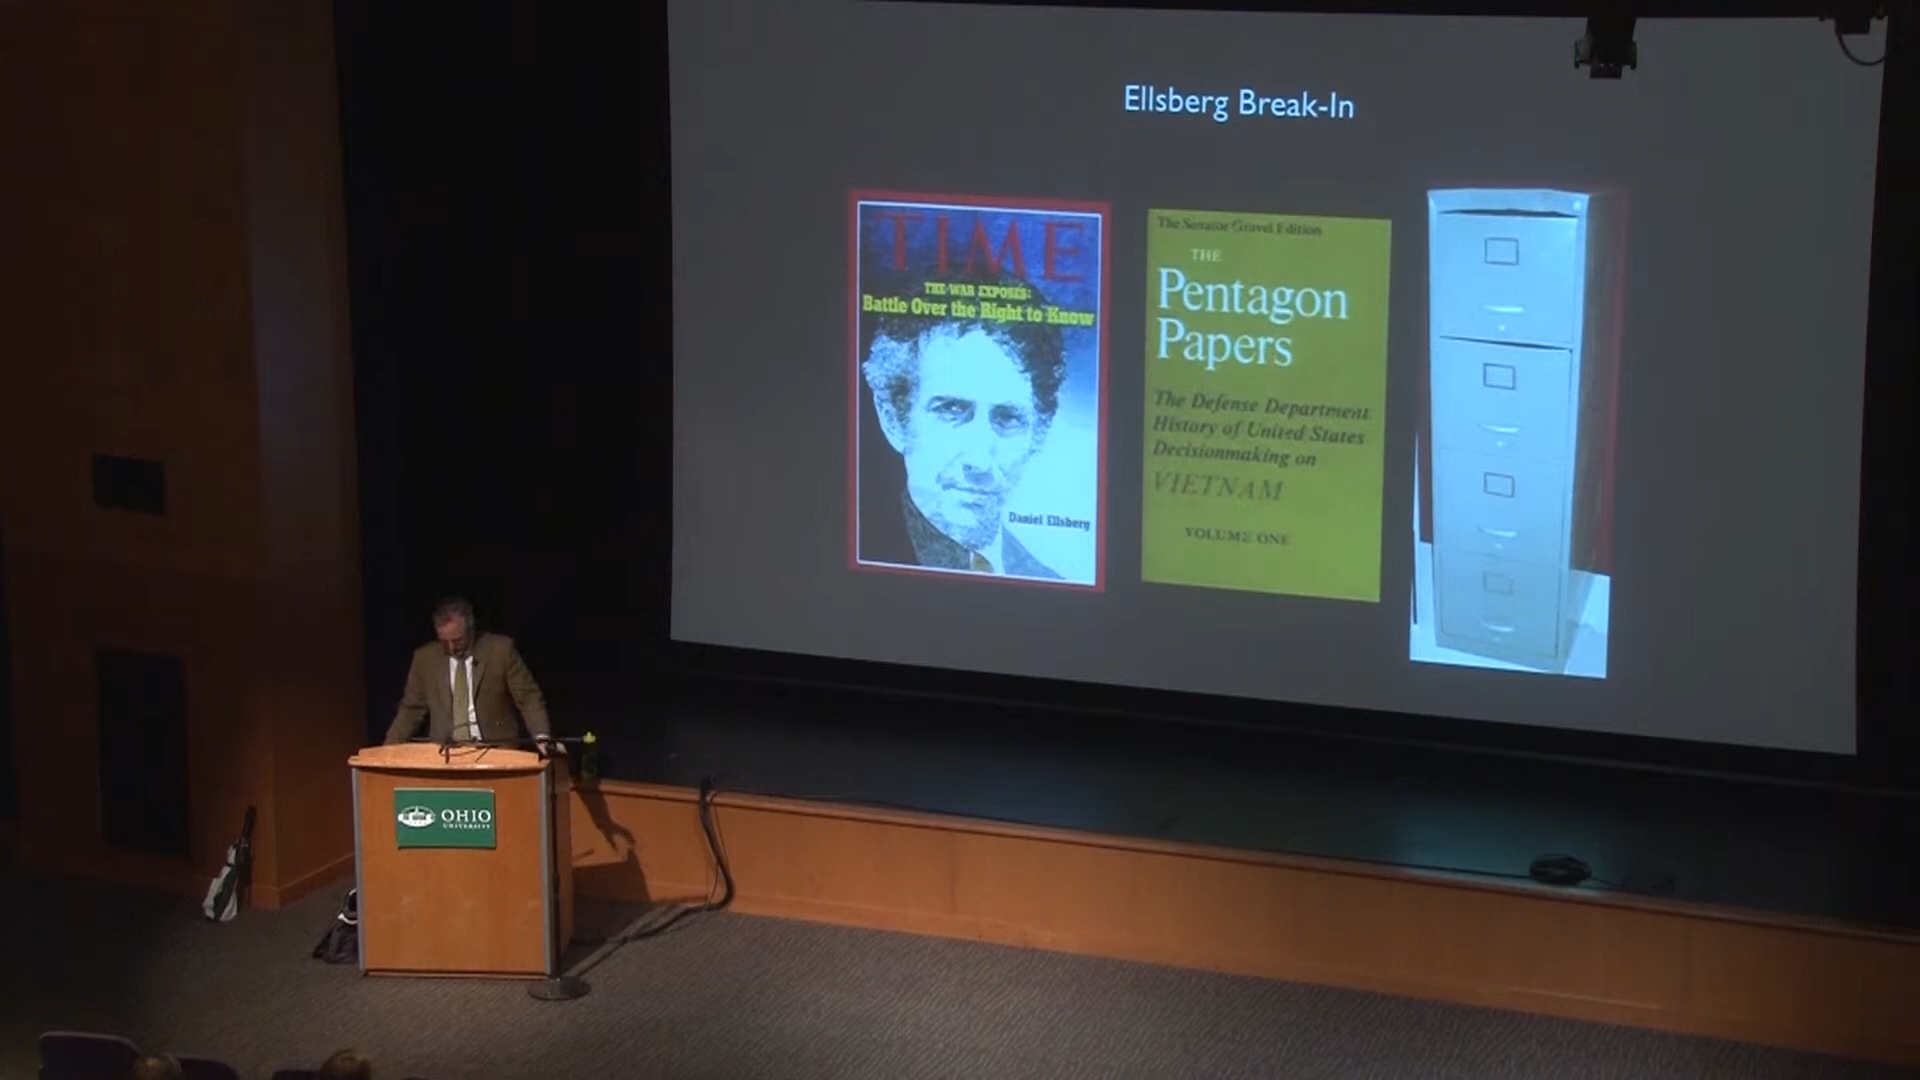 Ellsberg Break-In
TIME
THE WAR EXPOSÉS:
Battle Over the Right to Know
Daniel Ellsberg
The Senator Gravel Edition
THE
Pentagon
Papers
The Defense Department
History of United States
Decisionmaking on
VIETNAM
VOLUME ONE
OHIO
UNIVERSITY